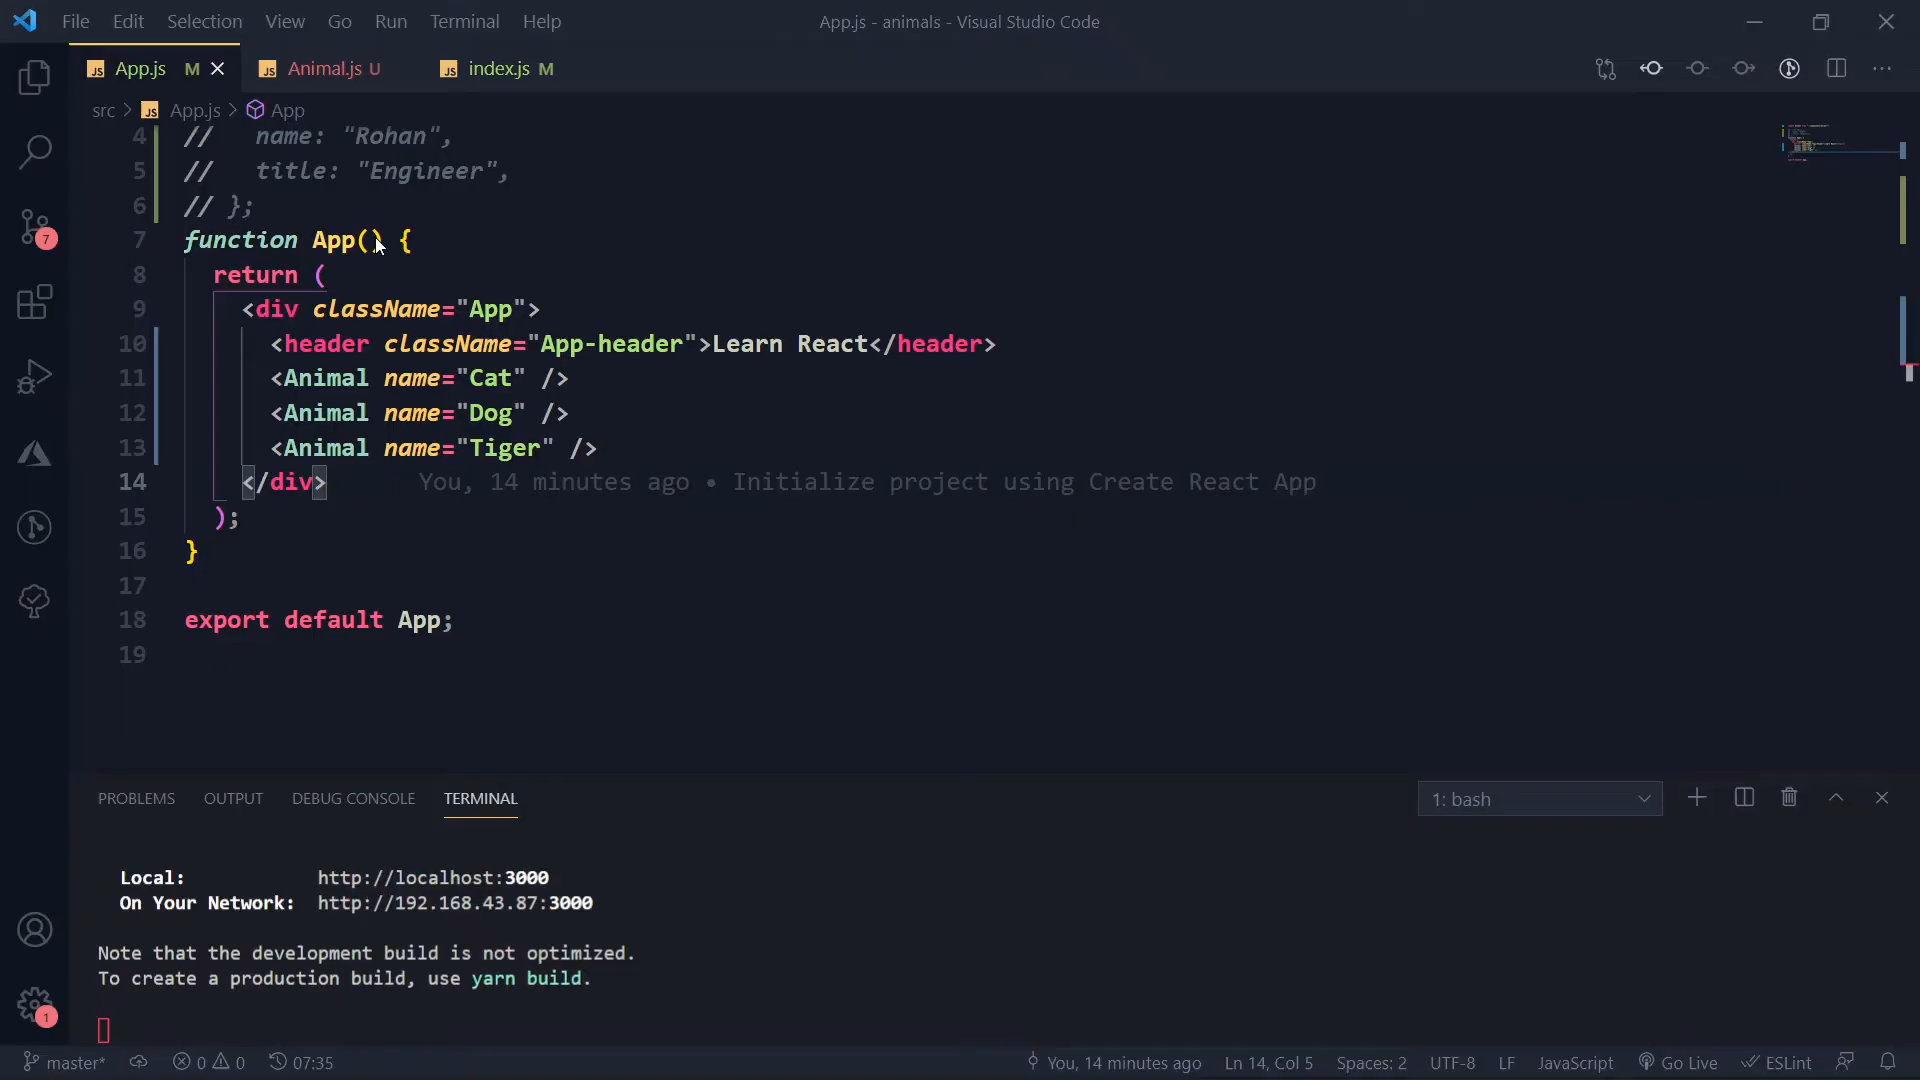 File Edit Selection View Go Run Terminal Help App.js - animals - Visual Studio Code
JS App.js M JS Animal.js U JS index.js M
src > JS App.js > App
4 //   name: "Rohan",
5 //   title: "Engineer",
6 // };
7 function App() {
8   return (
9     <div className="App">
10       <header className="App-header">Learn React</header>
11       <Animal name="Cat" />
12       <Animal name="Dog" />
13       <Animal name="Tiger" />
14     </div> You, 14 minutes ago • Initialize project using Create React App
15   );
16 }
17
18 export default App;
19
7
PROBLEMS OUTPUT DEBUG CONSOLE TERMINAL 1: bash
Local: http://localhost:3000
On Your Network: http://192.168.43.87:3000
Note that the development build is not optimized.
To create a production build, use yarn build.
1
master* 0 0 07:35 You, 14 minutes ago Ln 14, Col 5 Spaces: 2 UTF-8 LF JavaScript Go Live ESLint